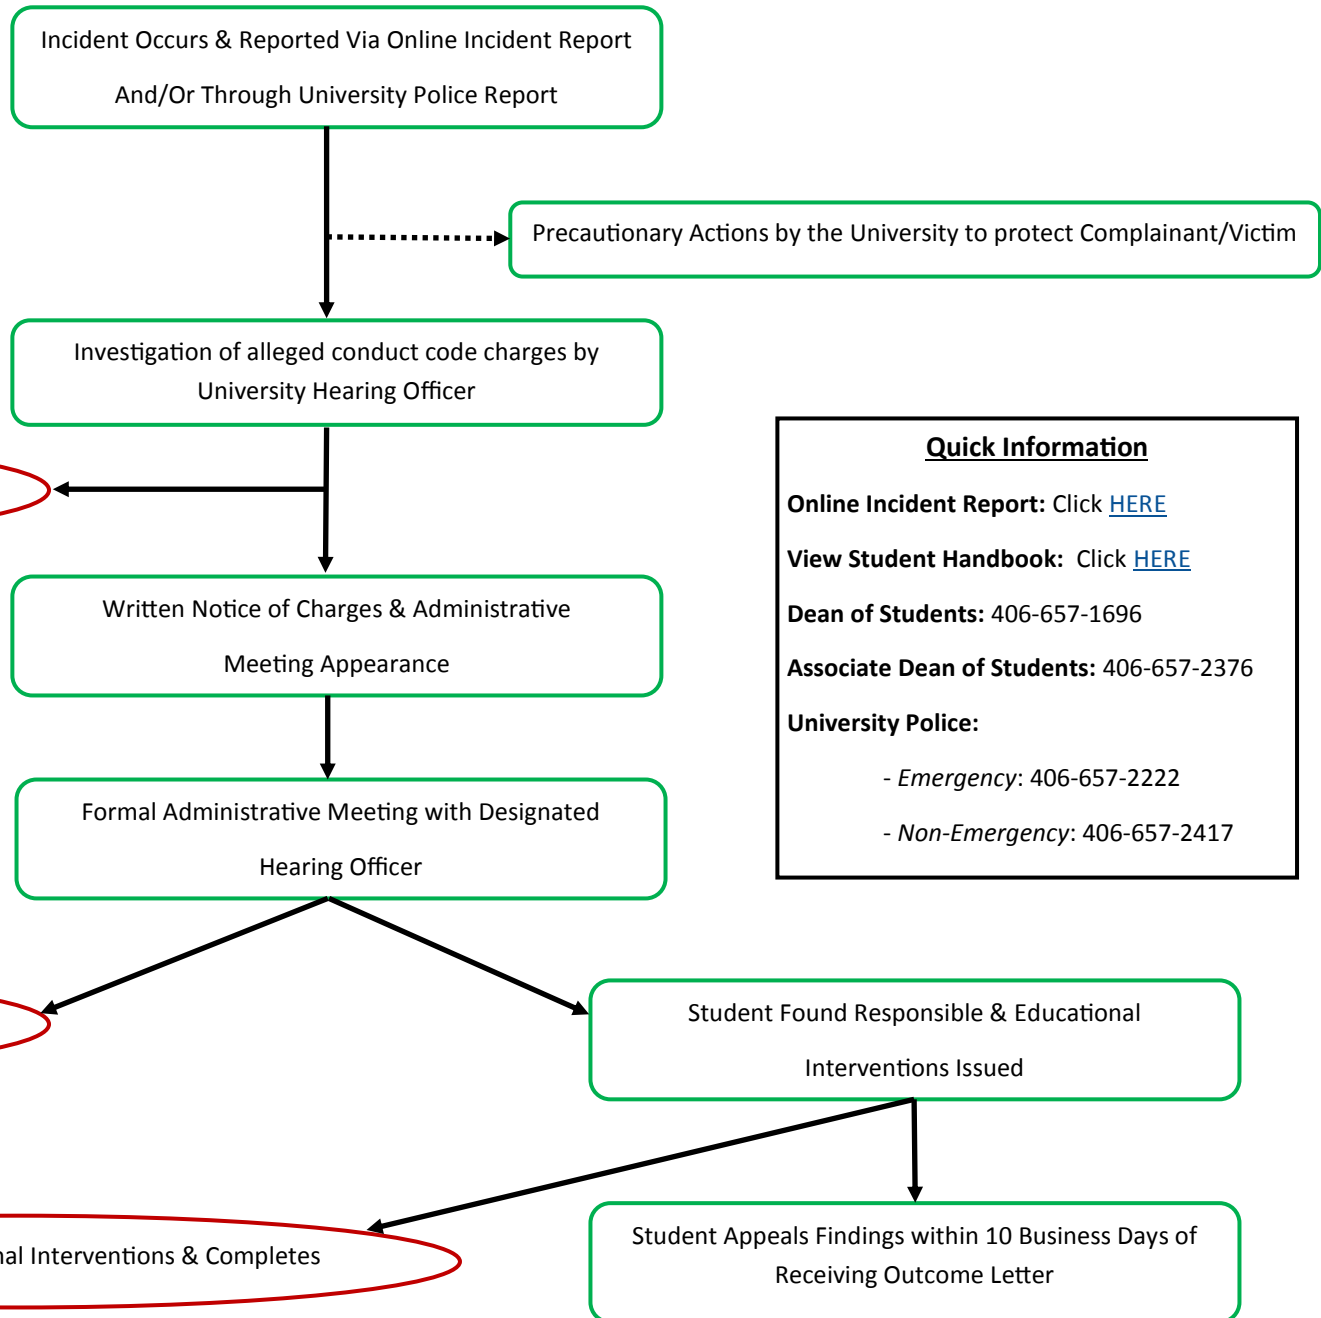 Incident Occurs & Reported Via Online Incident Report
And/Or Through University Police Report
Precautionary Actions by the University to protect Complainant/Victim
Investigation of alleged conduct code charges by
University Hearing Officer
Quick Information
Online Incident Report: Click HERE
View Student Handbook: Click HERE
Dean of Students: 406-657-1696
Associate Dean of Students: 406-657-2376
University Police:
- Emergency: 406-657-2222
- Non-Emergency: 406-657-2417
Written Notice of Charges & Administrative
Meeting Appearance
Formal Administrative Meeting with Designated
Hearing Officer
Student Found Responsible & Educational
Interventions Issued
Interventions & Completes
Student Appeals Findings within 10 Business Days of
Receiving Outcome Letter